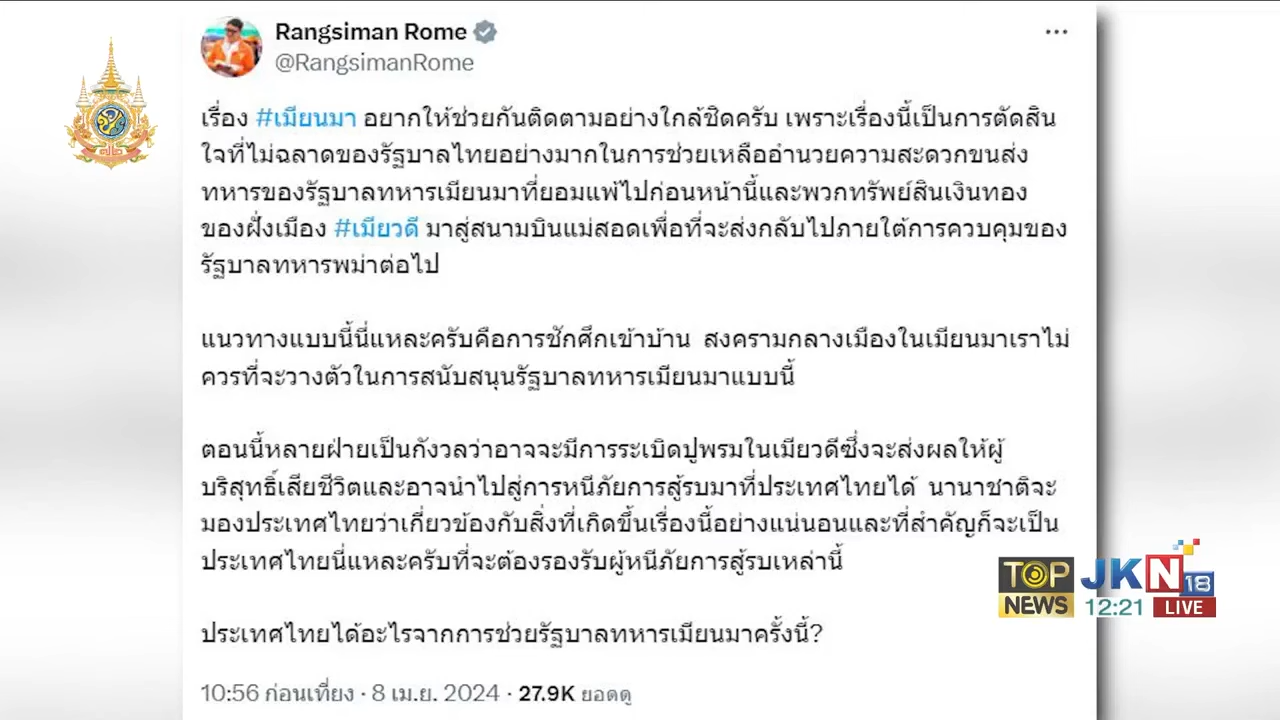 Rangsiman Rome
@RangsimanRome
เรื่อง #เมียนมา อยากให้ช่วยกันติดตามอย่างใกล้ชิดครับ เพราะเรื่องนี้เป็นการตัดสิน
ใจที่ไม่ฉลาดของรัฐบาลไทยอย่างมากในการช่วยเหลืออำนวยความสะดวกขนส่ง
ทหารของรัฐบาลทหารเมียนมาที่ยอมแพ้ไปก่อนหน้านี้และพวกทรัพย์สินเงินทอง
ของฝั่งเมือง #เมียวดี มาสู่สนามบินแม่สอดเพื่อที่จะส่งกลับไปภายใต้การควบคุมของ
รัฐบาลทหารพม่าต่อไป
แนวทางแบบนี้นี่แหละครับคือการชักศึกเข้าบ้าน สงครามกลางเมืองในเมียนมาเราไม่
ควรที่จะวางตัวในการสนับสนุนรัฐบาลทหารเมียนมาแบบนี้
ตอนนี้หลายฝ่ายเป็นกังวลว่าอาจจะมีการระเบิดปูพรมในเมียวดีซึ่งจะส่งผลให้ผู้
บริสุทธิ์เสียชีวิตและอาจนำไปสู่การหนีภัยการสู้รบมาที่ประเทศไทยได้ นานาชาติจะ
มองประเทศไทยว่าเกี่ยวข้องกับสิ่งที่เกิดขึ้นเรื่องนี้อย่างแน่นอนและที่สำคัญก็จะเป็น
ประเทศไทยนี่แหละครับที่จะต้องรองรับผู้หนีภัยการสู้รบเหล่านี้
ประเทศไทยได้อะไรจากการช่วยรัฐบาลทหารเมียนมาครั้งนี้?
10:56 ก่อนเที่ยง · 8 เม.ย. 2024 · 27.9K ยอดดู
TOP NEWS
JKN 18
12:21 LIVE